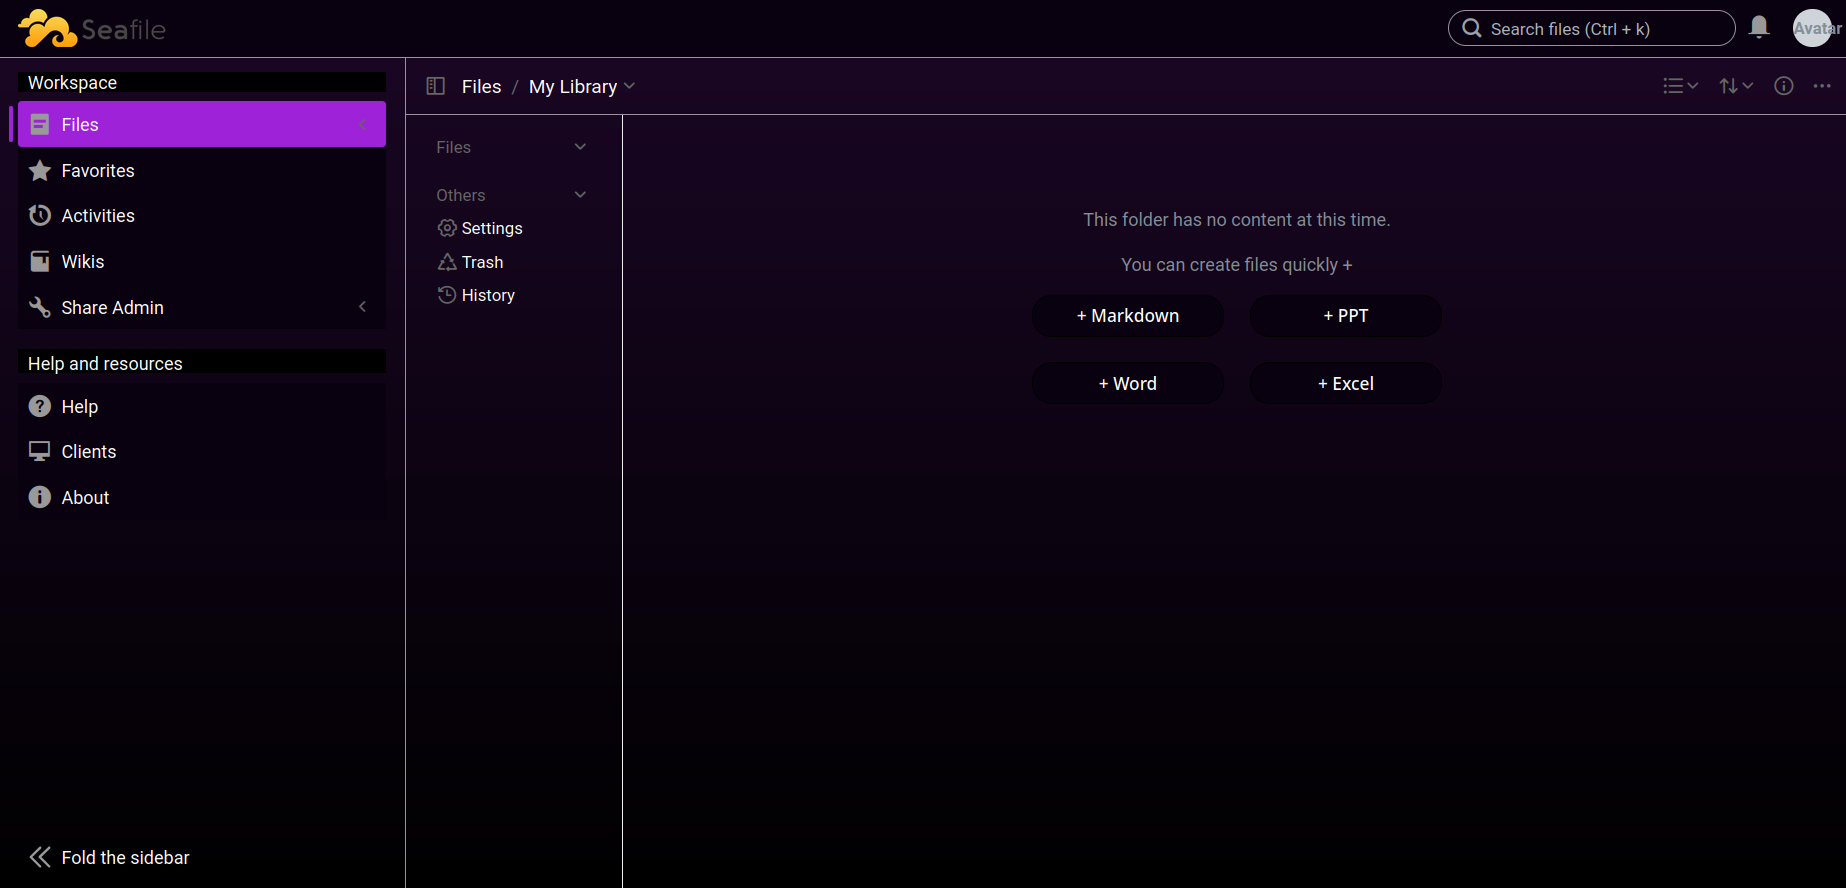 Seafile
Search files (Ctrl + k)
Avatar
Workspace
Files
Favorites
Activities
Wikis
Share Admin
Help and resources
Help
Clients
About
Fold the sidebar
Files / My Library
Files
Others
Settings
Trash
History
This folder has no content at this time.
You can create files quickly +
+ Markdown
+ PPT
+ Word
+ Excel